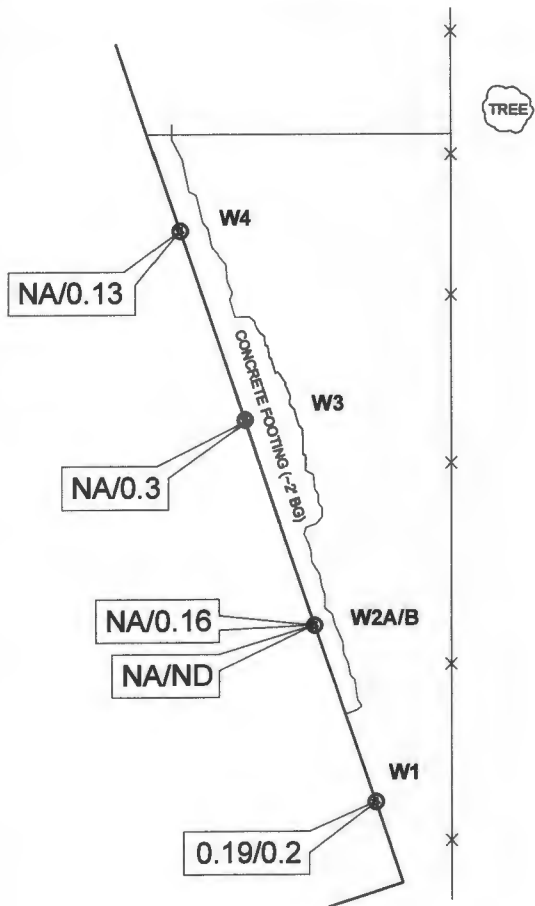 TREE
W4
NA/0.13
CONCRETE FOOTING (~2' BG)
W3
NA/0.3
NA/0.16
W2A/B
NA/ND
W1
0.19/0.2